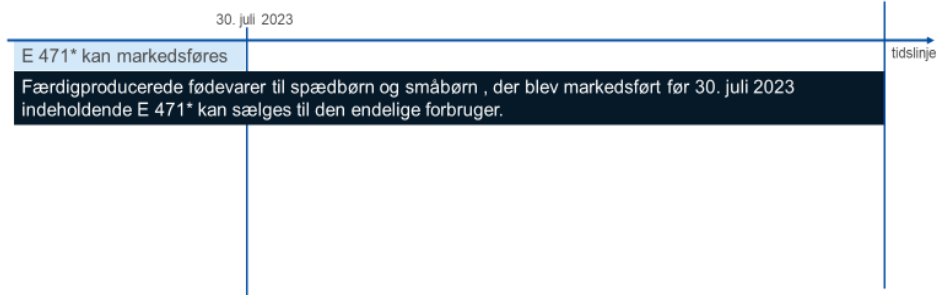 30. juli 2023
tidslinje
E 471* kan markedsføres
Færdigproducerede fødevarer til spædbørn og småbørn , der blev markedsført før 30. juli 2023
indeholdende E 471* kan sælges til den endelige forbruger.